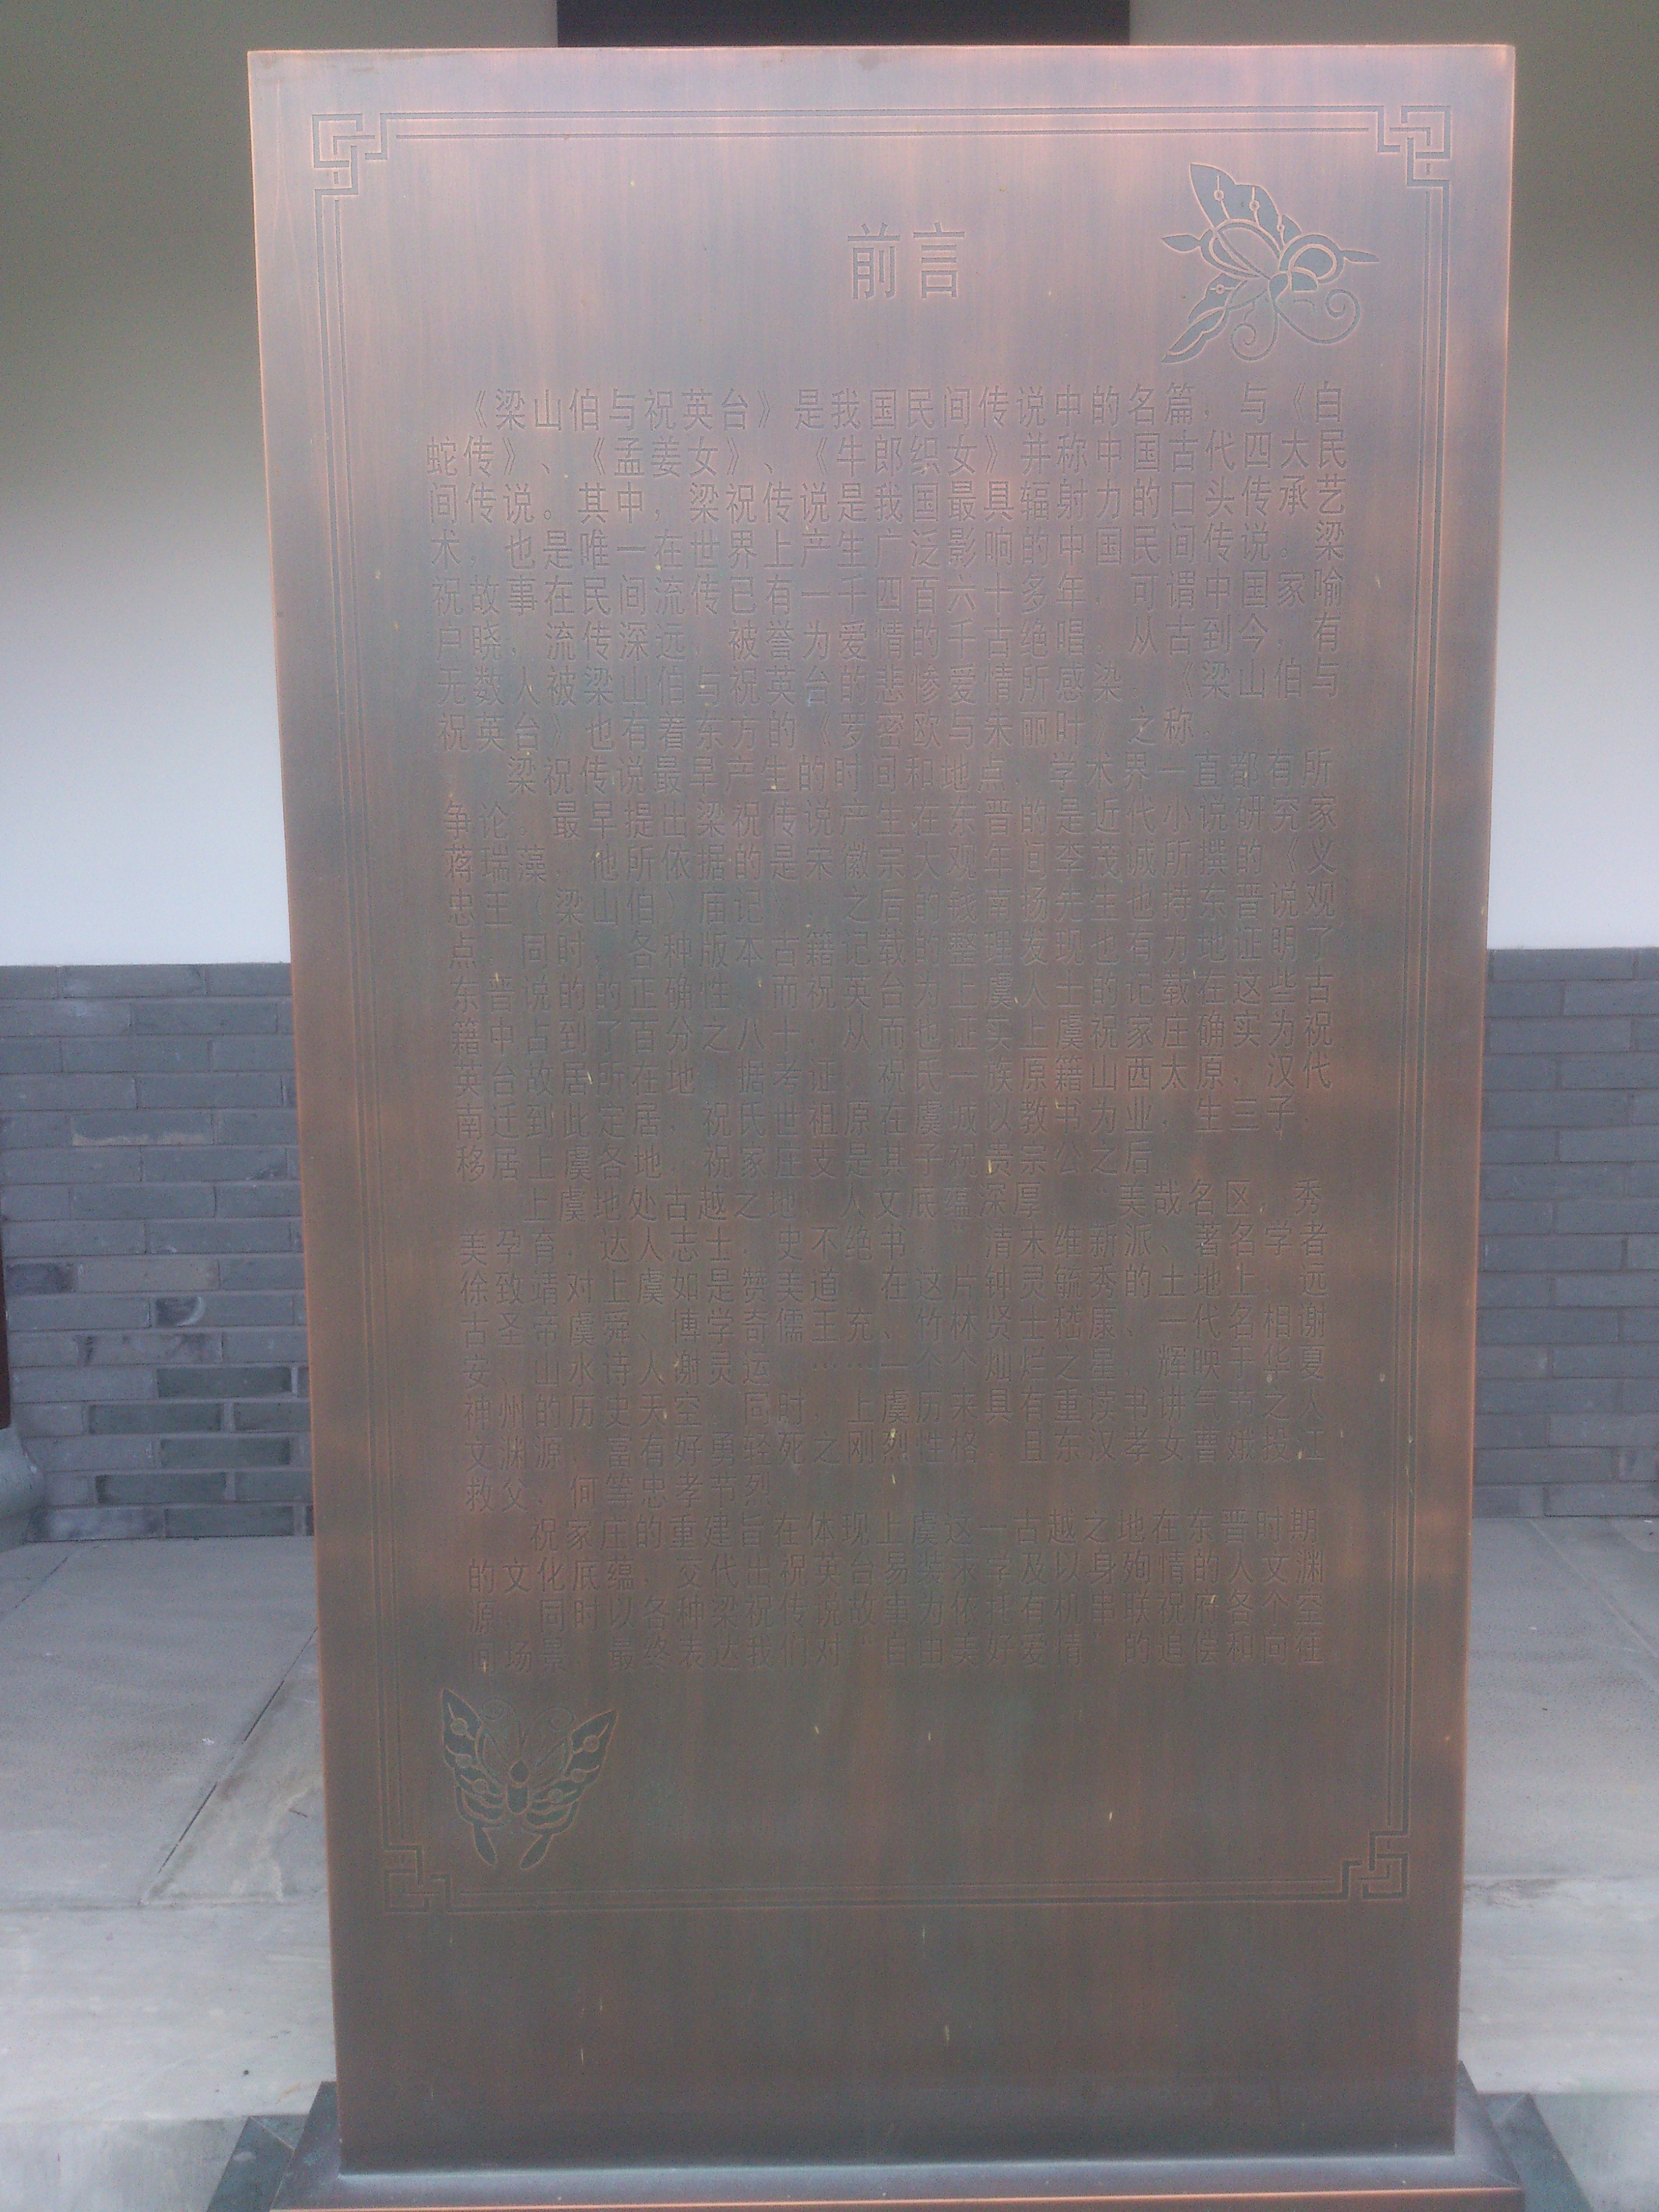 前言
《梁山伯与祝英台》是我国民间传说中的名篇,与《白
蛇传》、《孟姜女》、《牛郎织女》并称中国古代四大民
间传说。其中,梁祝传说是我国最具辐射力的口头传承艺
术,也是唯一在世界上产生广泛影响的中国民间传说。梁
祝故事在民间流传已有一千四百六十多年,可谓中国家喻
户晓,流传深远,被誉为爱情的千古绝唱。从古到今,有
无数人被梁山伯与祝英台的悲惨爱情所感染,《梁山伯与
祝英台》也有着东方的《罗密欧与朱丽叶》之称。
梁祝传说最早产生的时间和地点,学术界一直都有所
争论。最早提出梁祝传说产生在东晋的是近代小说研究家
蒋瑞藻,他所依据的是宋徽宗大观年间李茂诚所撰的《义
忠王(梁山伯)庙记》。之后的钱南扬先生也持东晋说观
点。同时,各种版本古籍记载的整理发现也有力地证明了
东晋说的正确性,而祝英台为上虞人士的记载在这些古
籍中占到了百分之八十,从而也证实上虞祝家庄确实为祝
英台故居所在地。据考证,祝氏一族原籍山西太原,汉代
南迁到此定居,祝氏世祖原在虞城以教书为业,之后生三子
移居上虞各地,祝家庄之支是其子祝贵宗公之后
上虞地处古越之地,人文底蕴深厚。"美哉名区,秀
美孕育,达人志士,史不绝书",清末维新派著名学者
徐致靖对上虞如是赞美道。在这片钟灵毓秀的土地上,远
古圣帝虞舜、博学奇儒王充、竹林贤士嵇康、一代名相谢
安、山水诗人谢灵运……一个个灿烂之星辉映于华夏
神州的历史天空。同时,上虞历来具有重读书讲气节之人
文渊源,富有好勇轻死之刚烈性格且东汉孝女曹娥投江
救父,何等忠孝节烈
祝家庄的重建旨在体现上虞这一古越之地在东晋时期
的文化底蕴,交代出祝英台易装求学以及以身殉情的人文渊
源,同时以各种梁祝传说故事为依托,有机串联祝府各个空
间场景,最终表达我们对自由美好爱情的追偿和向往